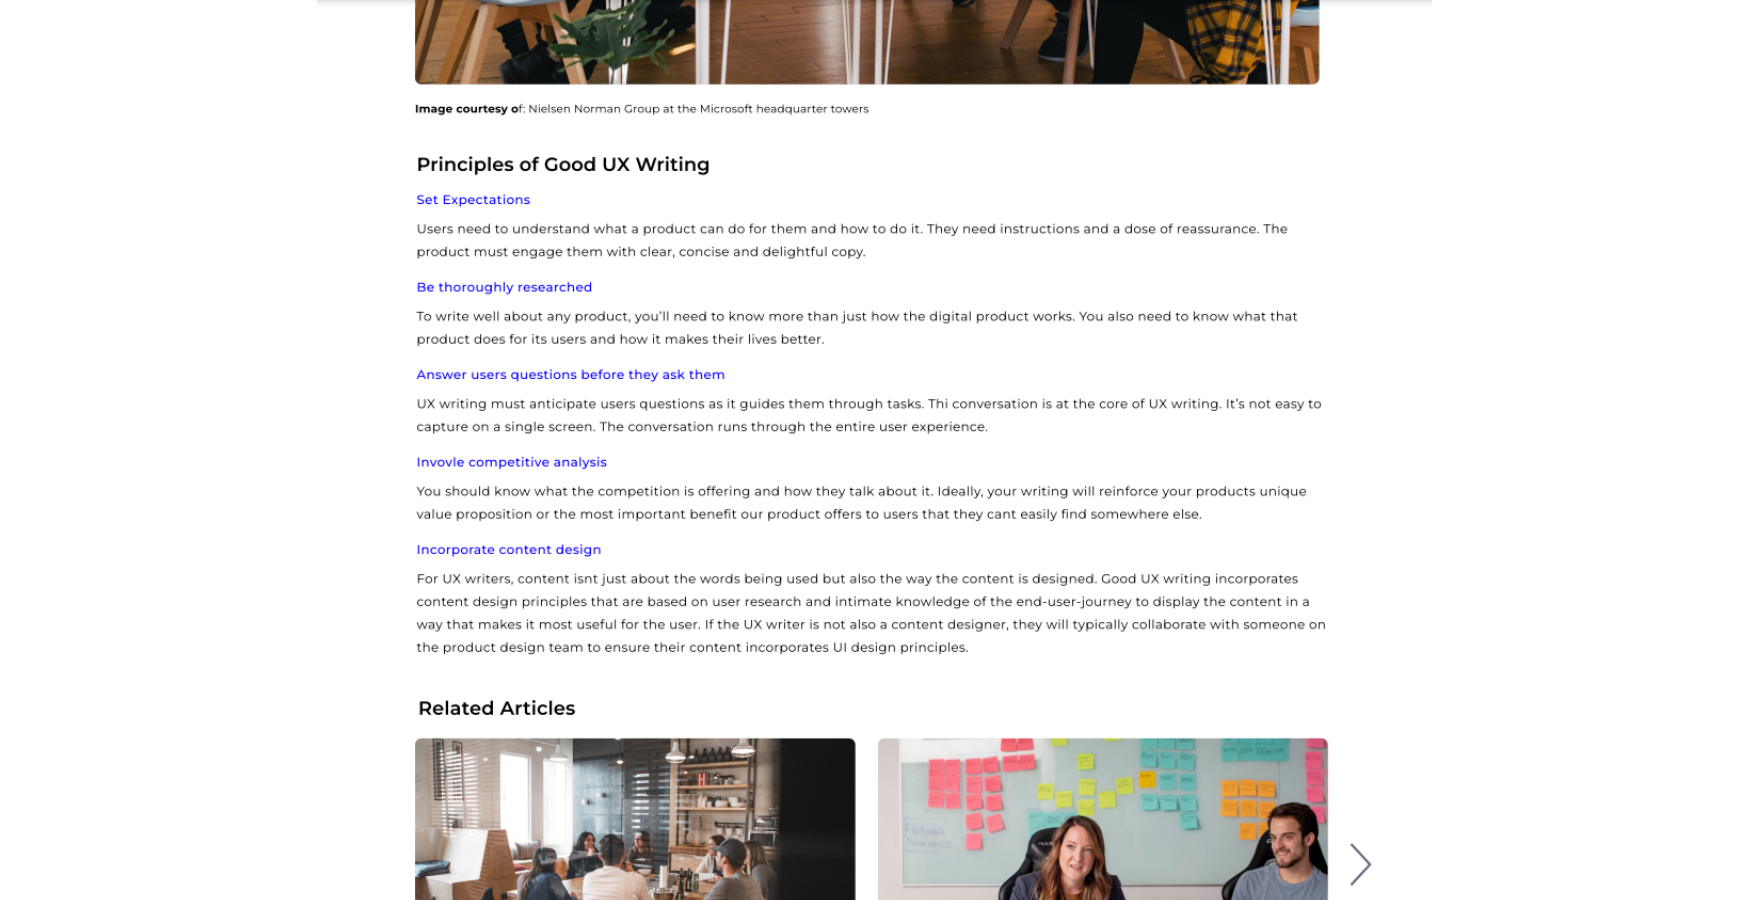 Image courtesy of: Nielsen Norman Group at the Microsoft headquarter towers
Principles of Good UX Writing
Set Expectations
Users need to understand what a product can do for them and how to do it. They need instructions and a dose of reassurance. The
product must engage them with clear, concise and delightful copy.
Be thoroughly researched
To write well about any product, you’ll need to know more than just how the digital product works. You also need to know what that
product does for its users and how it makes their lives better.
Answer users questions before they ask them
UX writing must anticipate users questions as it guides them through tasks. Thi conversation is at the core of UX writing. It’s not easy to
capture on a single screen. The conversation runs through the entire user experience.
Invovle competitive analysis
You should know what the competition is offering and how they talk about it. Ideally, your writing will reinforce your products unique
value proposition or the most important benefit our product offers to users that they cant easily find somewhere else.
Incorporate content design
For UX writers, content isnt just about the words being used but also the way the content is designed. Good UX writing incorporates
content design principles that are based on user research and intimate knowledge of the end-user-journey to display the content in a
way that makes it most useful for the user. If the UX writer is not also a content designer, they will typically collaborate with someone on
the product design team to ensure their content incorporates UI design principles.
Related Articles